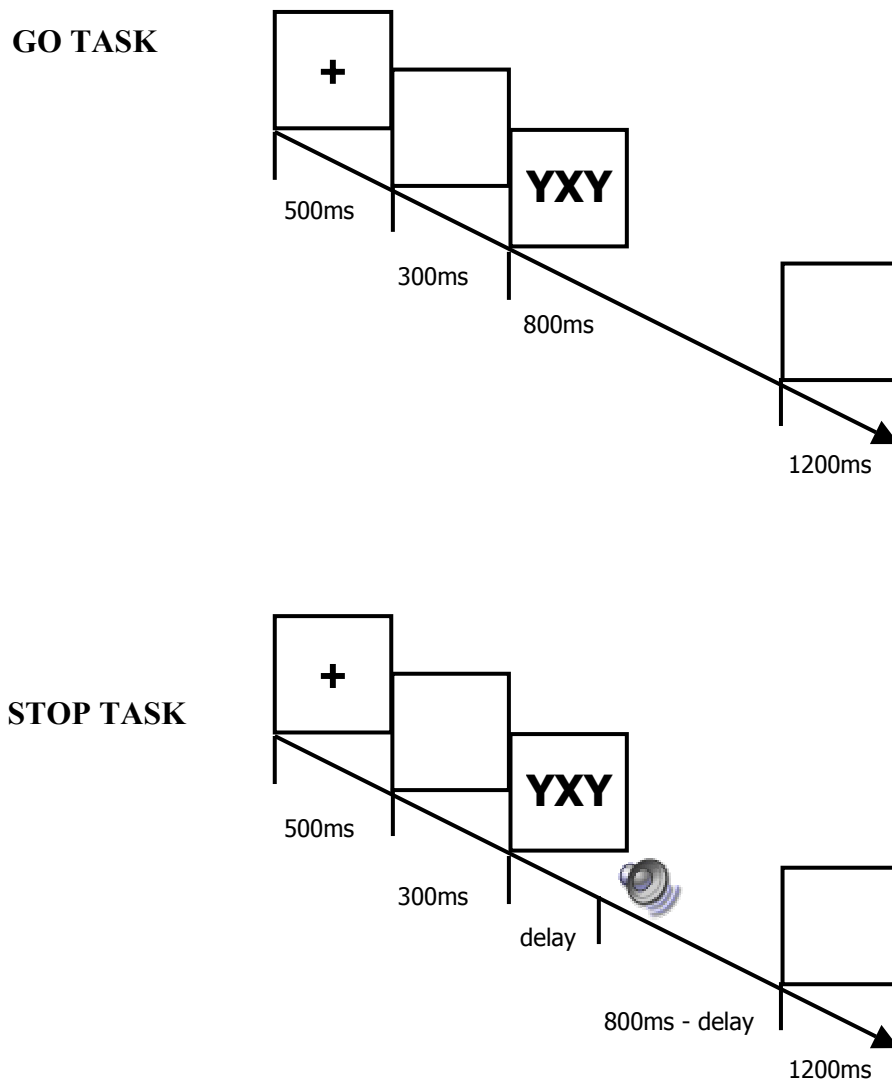 GO TASK
+
YXY
500ms
300ms
800ms
1200ms
STOP TASK
+
YXY
500ms
300ms
delay
800ms - delay
1200ms